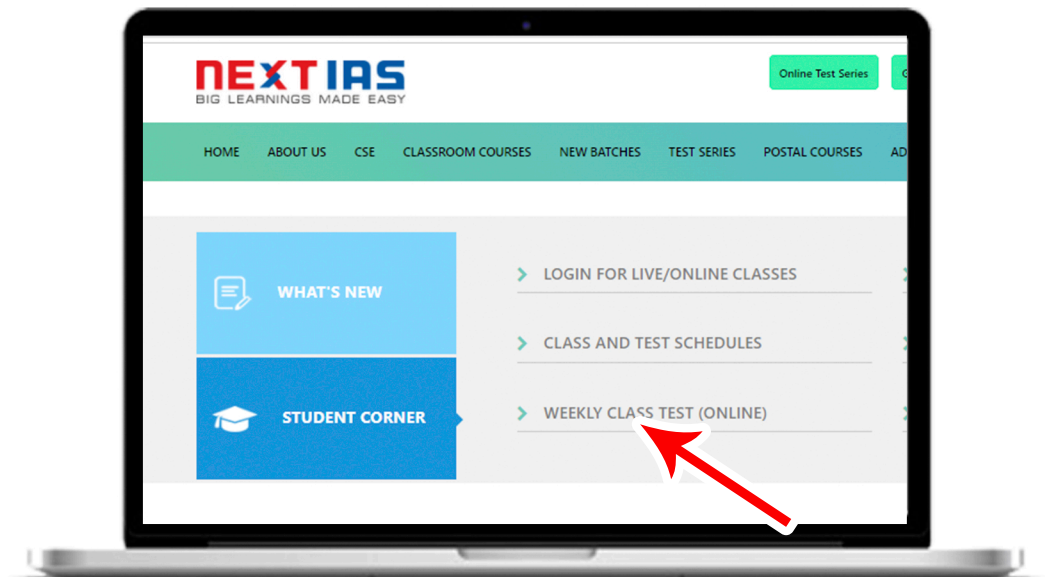 NEXT IAS
BIG LEARNINGS MADE EASY
Online Test Series
HOME ABOUT US CSE CLASSROOM COURSES NEW BATCHES TEST SERIES POSTAL COURSES
WHAT'S NEW
STUDENT CORNER
LOGIN FOR LIVE/ONLINE CLASSES
CLASS AND TEST SCHEDULES
WEEKLY CLASS TEST (ONLINE)